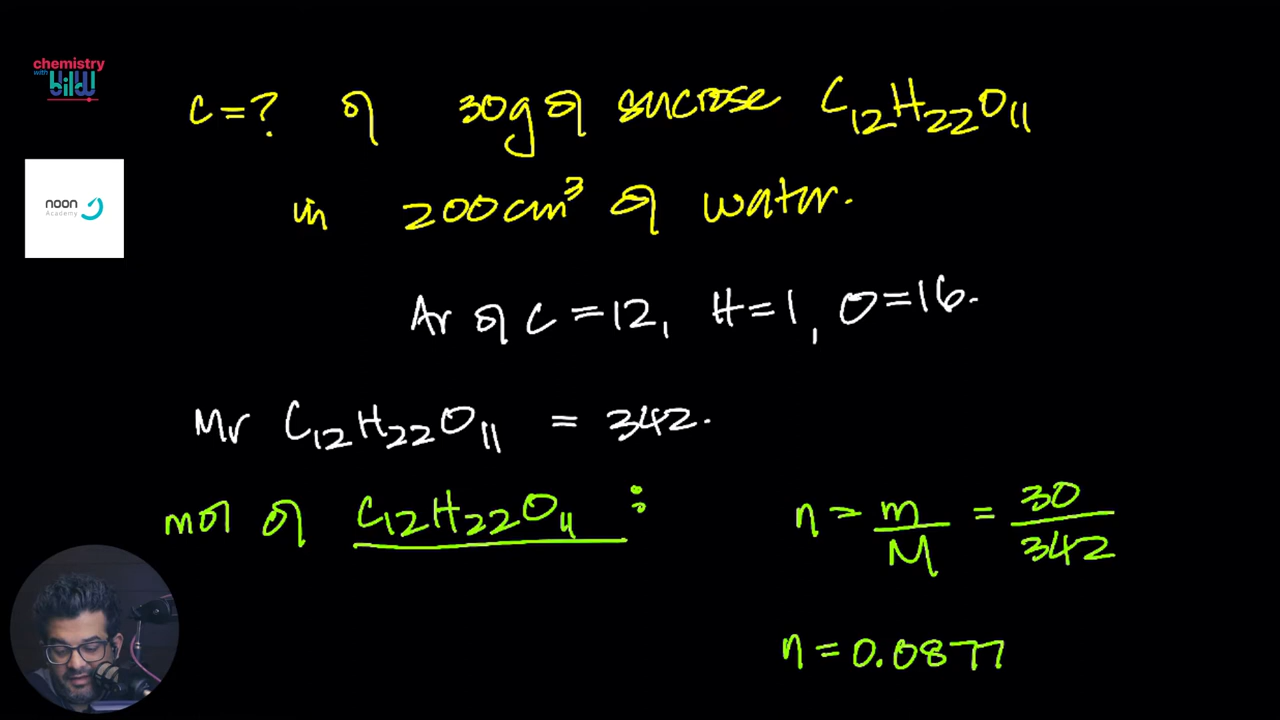 chemistry
with
bilal
noon
Academy
c = ? of 30g of sucrose C₁₂H₂₂O₁₁
in 200cm³ of water.
Ar of C = 12, H = 1, O = 16.
Mr C₁₂H₂₂O₁₁ = 342.
mol of C₁₂H₂₂O₁₁ : n = m/M = 30/342
n = 0.0877